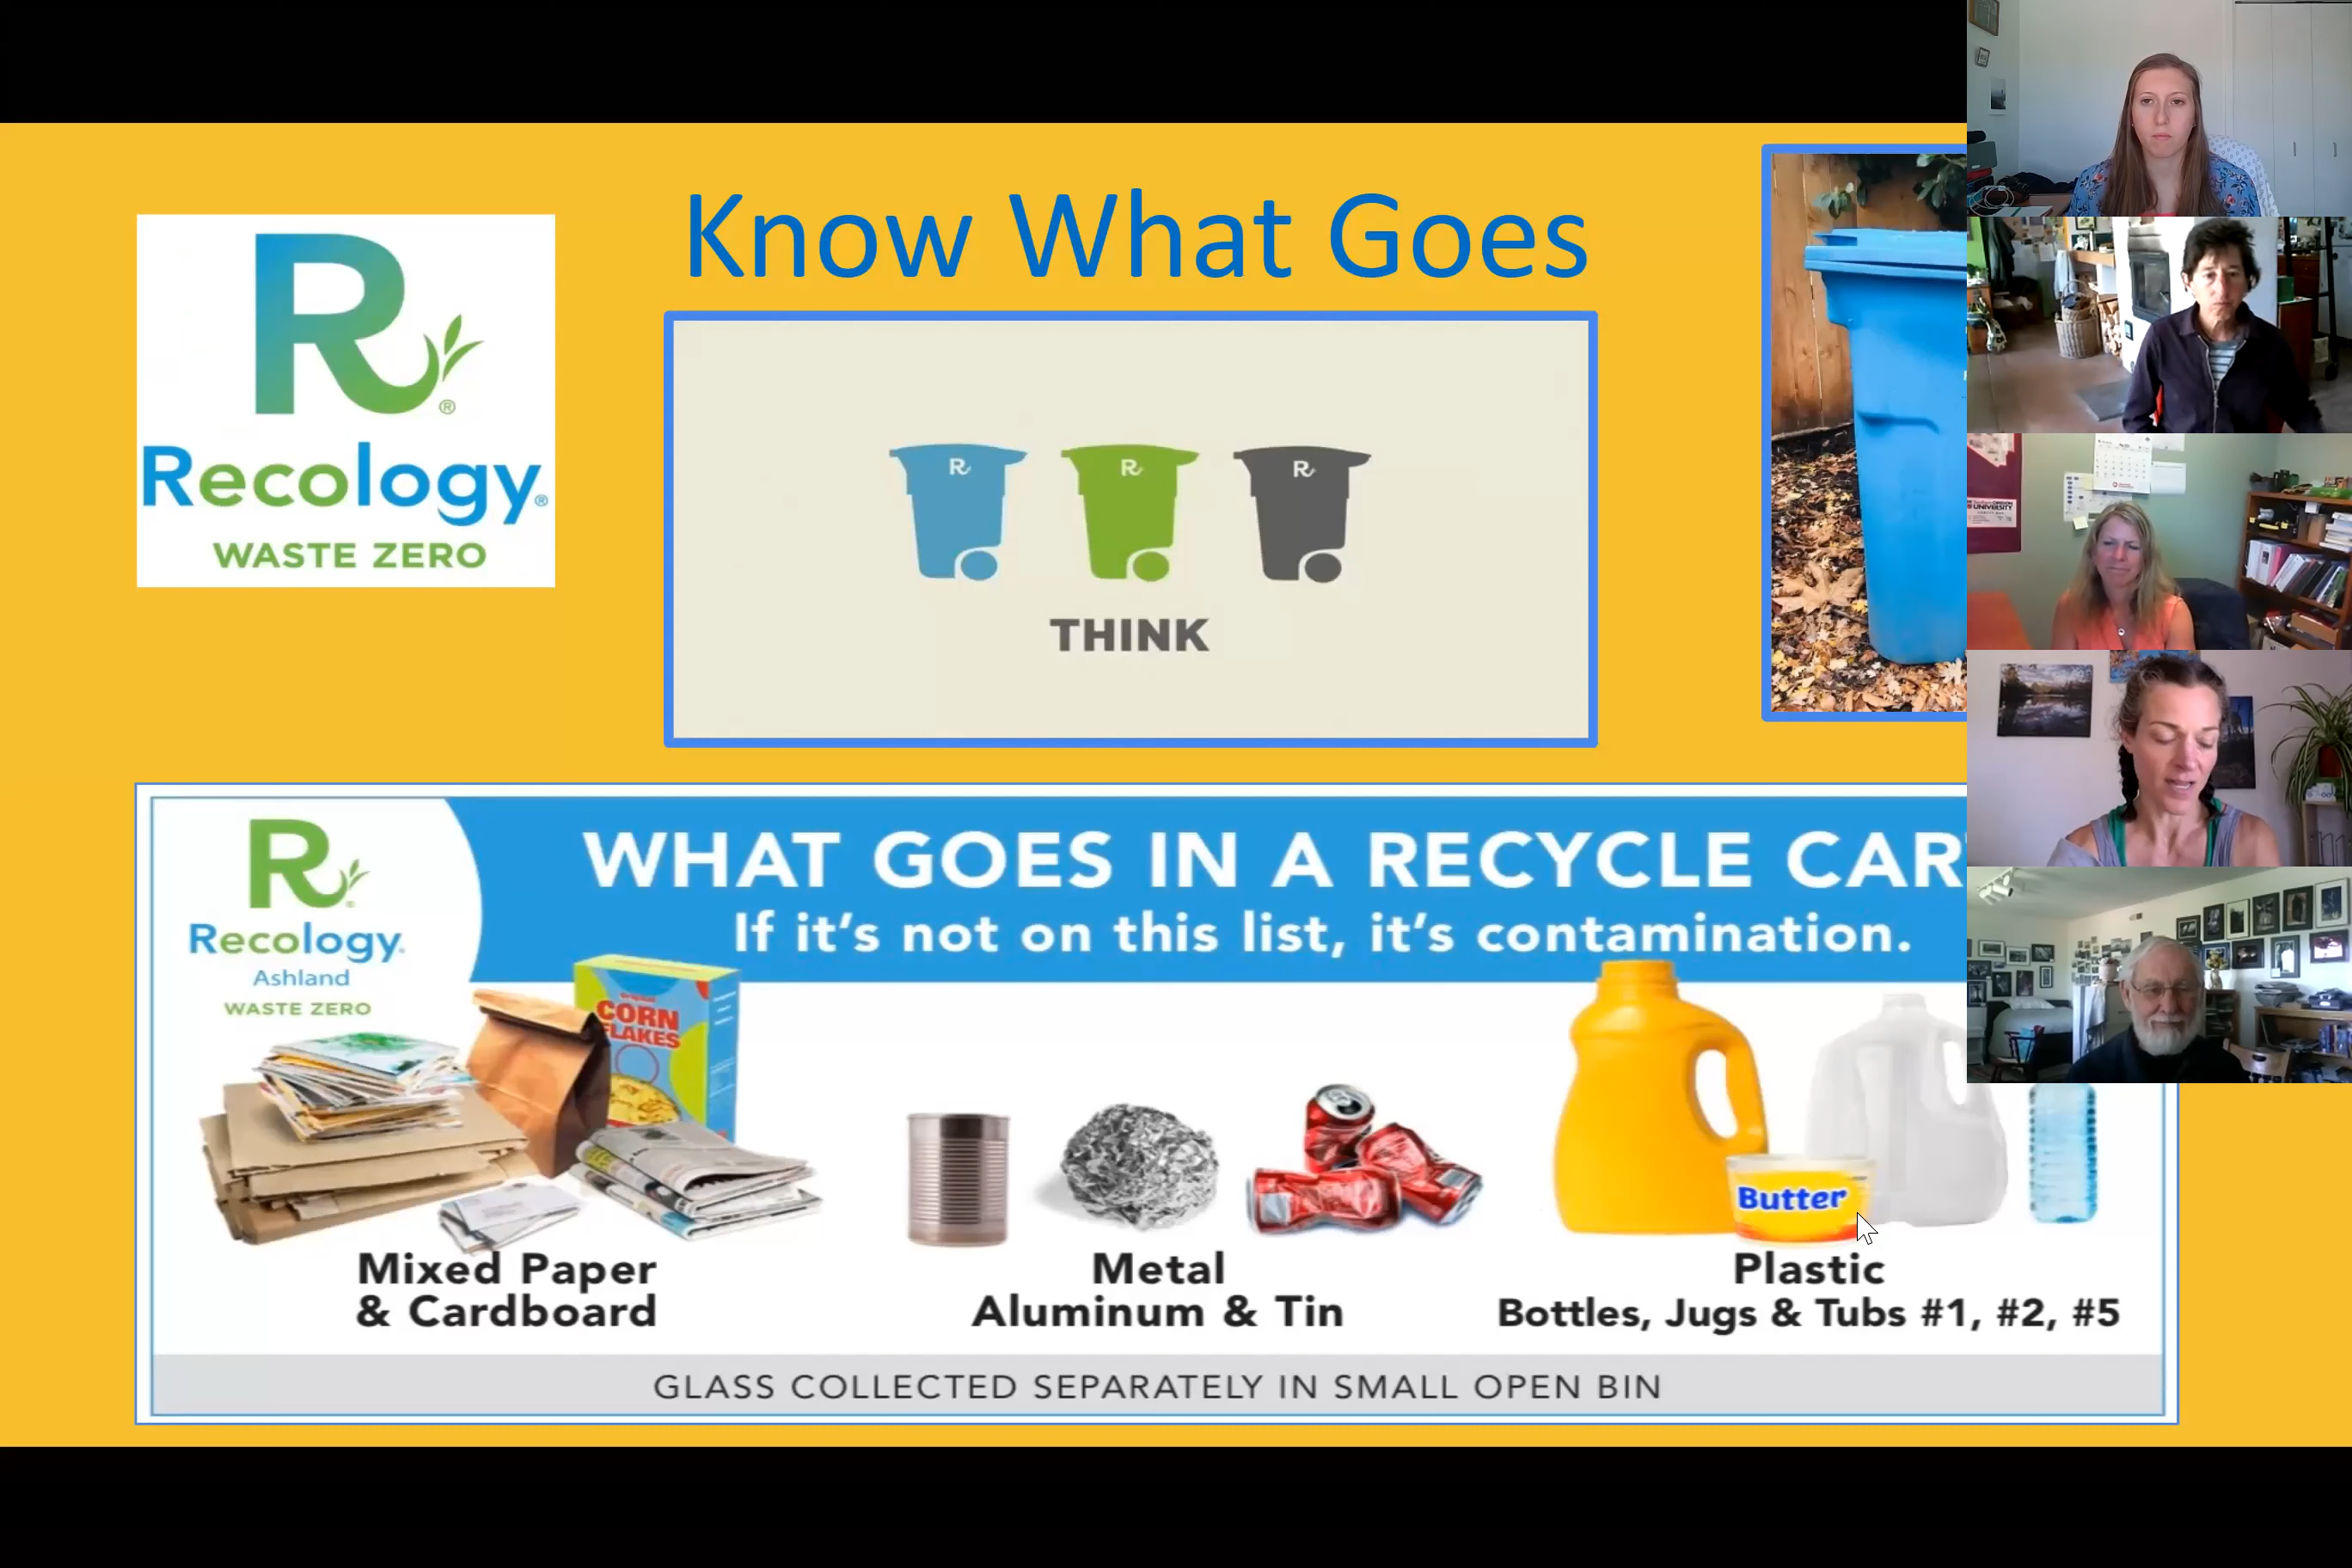 Know What Goes
R®
Recology®
WASTE ZERO
R R R
THINK
R®
Recology®
Ashland
WASTE ZERO
WHAT GOES IN A RECYCLE CAR
If it's not on this list, it's contamination.
CORN
FLAKES
Butter
Mixed Paper
& Cardboard
Metal
Aluminum & Tin
Plastic
Bottles, Jugs & Tubs #1, #2, #5
GLASS COLLECTED SEPARATELY IN SMALL OPEN BIN
UNIVERSITY